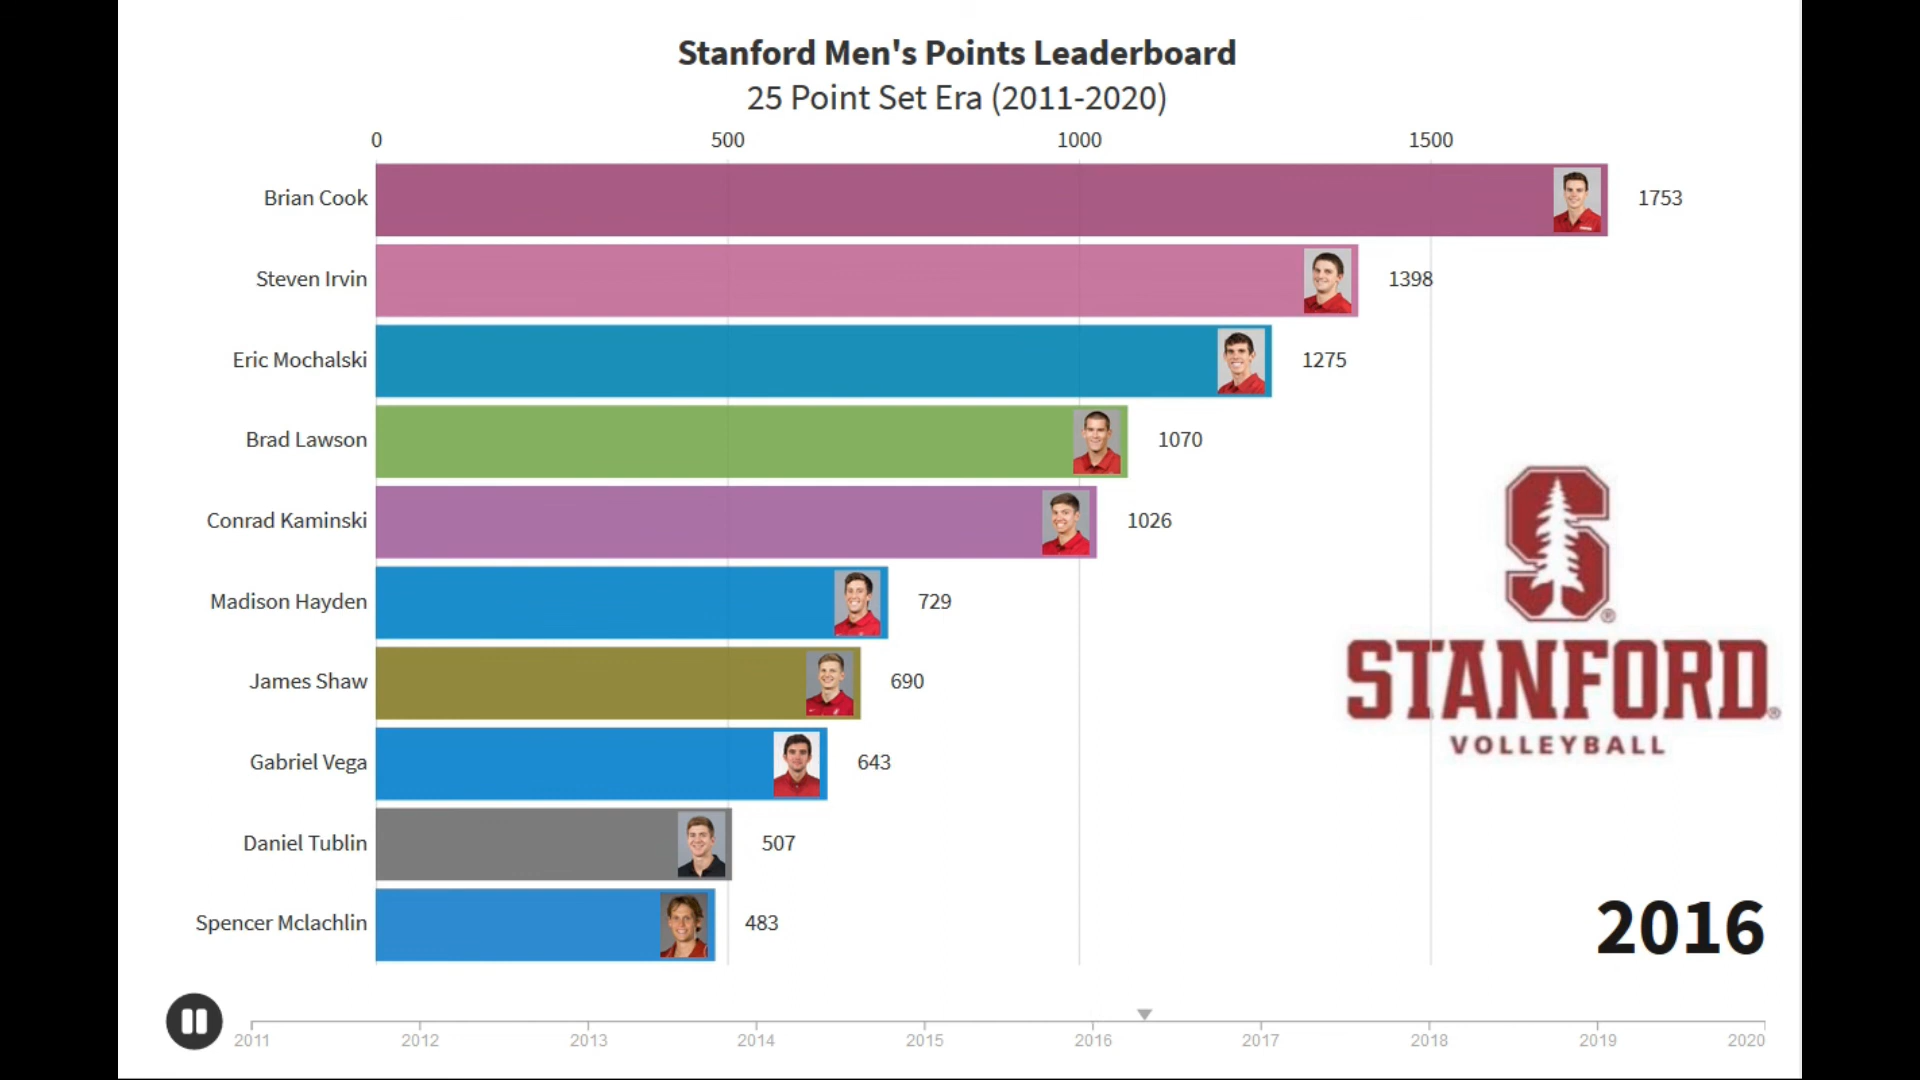 Stanford Men's Points Leaderboard
25 Point Set Era (2011-2020)
0 500 1000 1500
Brian Cook 1753
Steven Irvin 1398
Eric Mochalski 1275
Brad Lawson 1070
Conrad Kaminski 1026
Madison Hayden 729
James Shaw 690
Gabriel Vega 643
Daniel Tublin 507
Spencer Mclachlin 483
S®
STANFORD®
VOLLEYBALL
2016
2011 2012 2013 2014 2015 2016 2017 2018 2019 2020